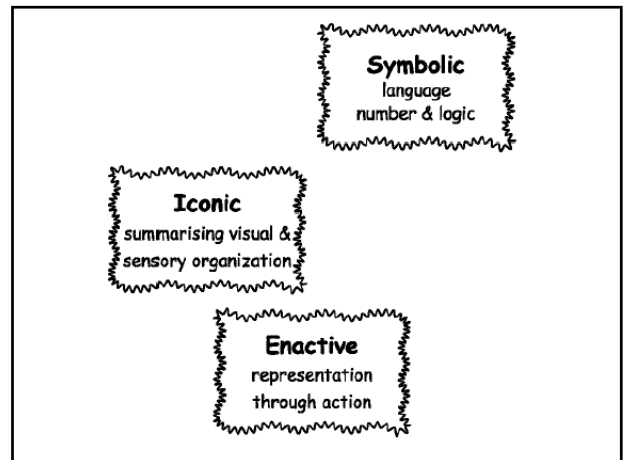 Symbolic
language
number & logic
Iconic
summarising visual &
sensory organization
Enactive
representation
through action